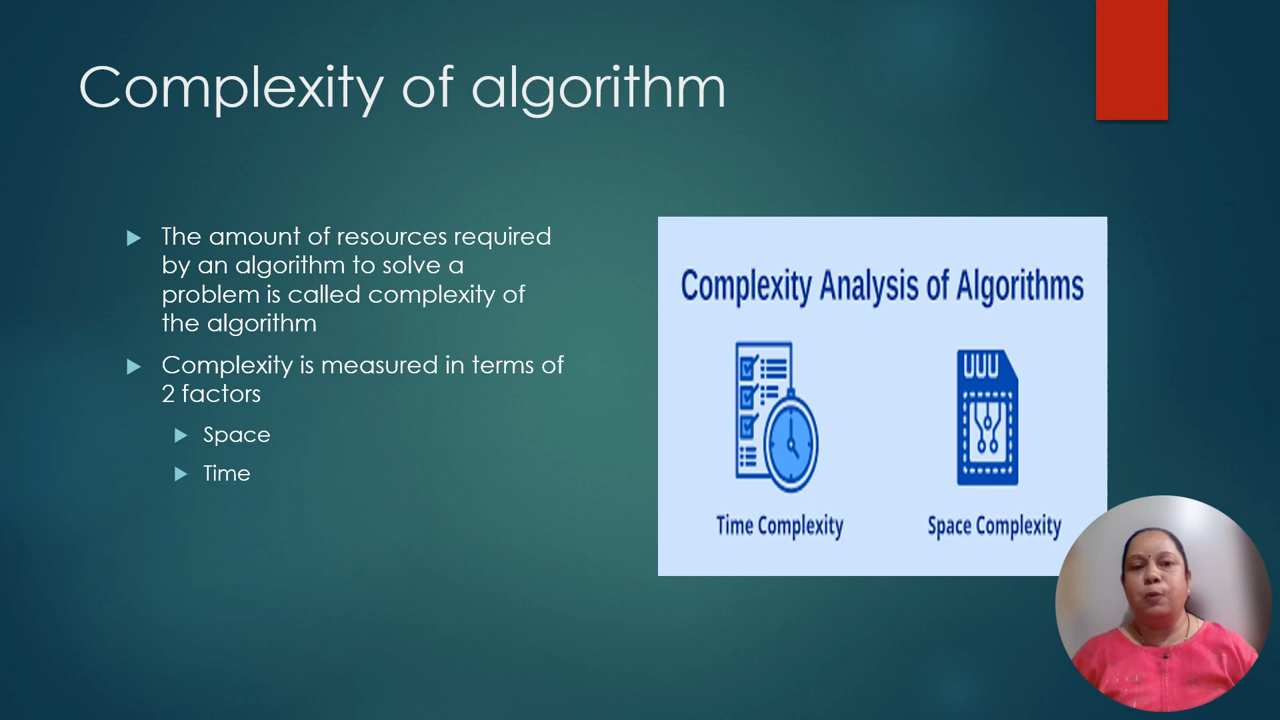 Complexity of algorithm
The amount of resources required
by an algorithm to solve a
problem is called complexity of
the algorithm
Complexity is measured in terms of
2 factors
Space
Time
Complexity Analysis of Algorithms
Time Complexity
Space Complexity